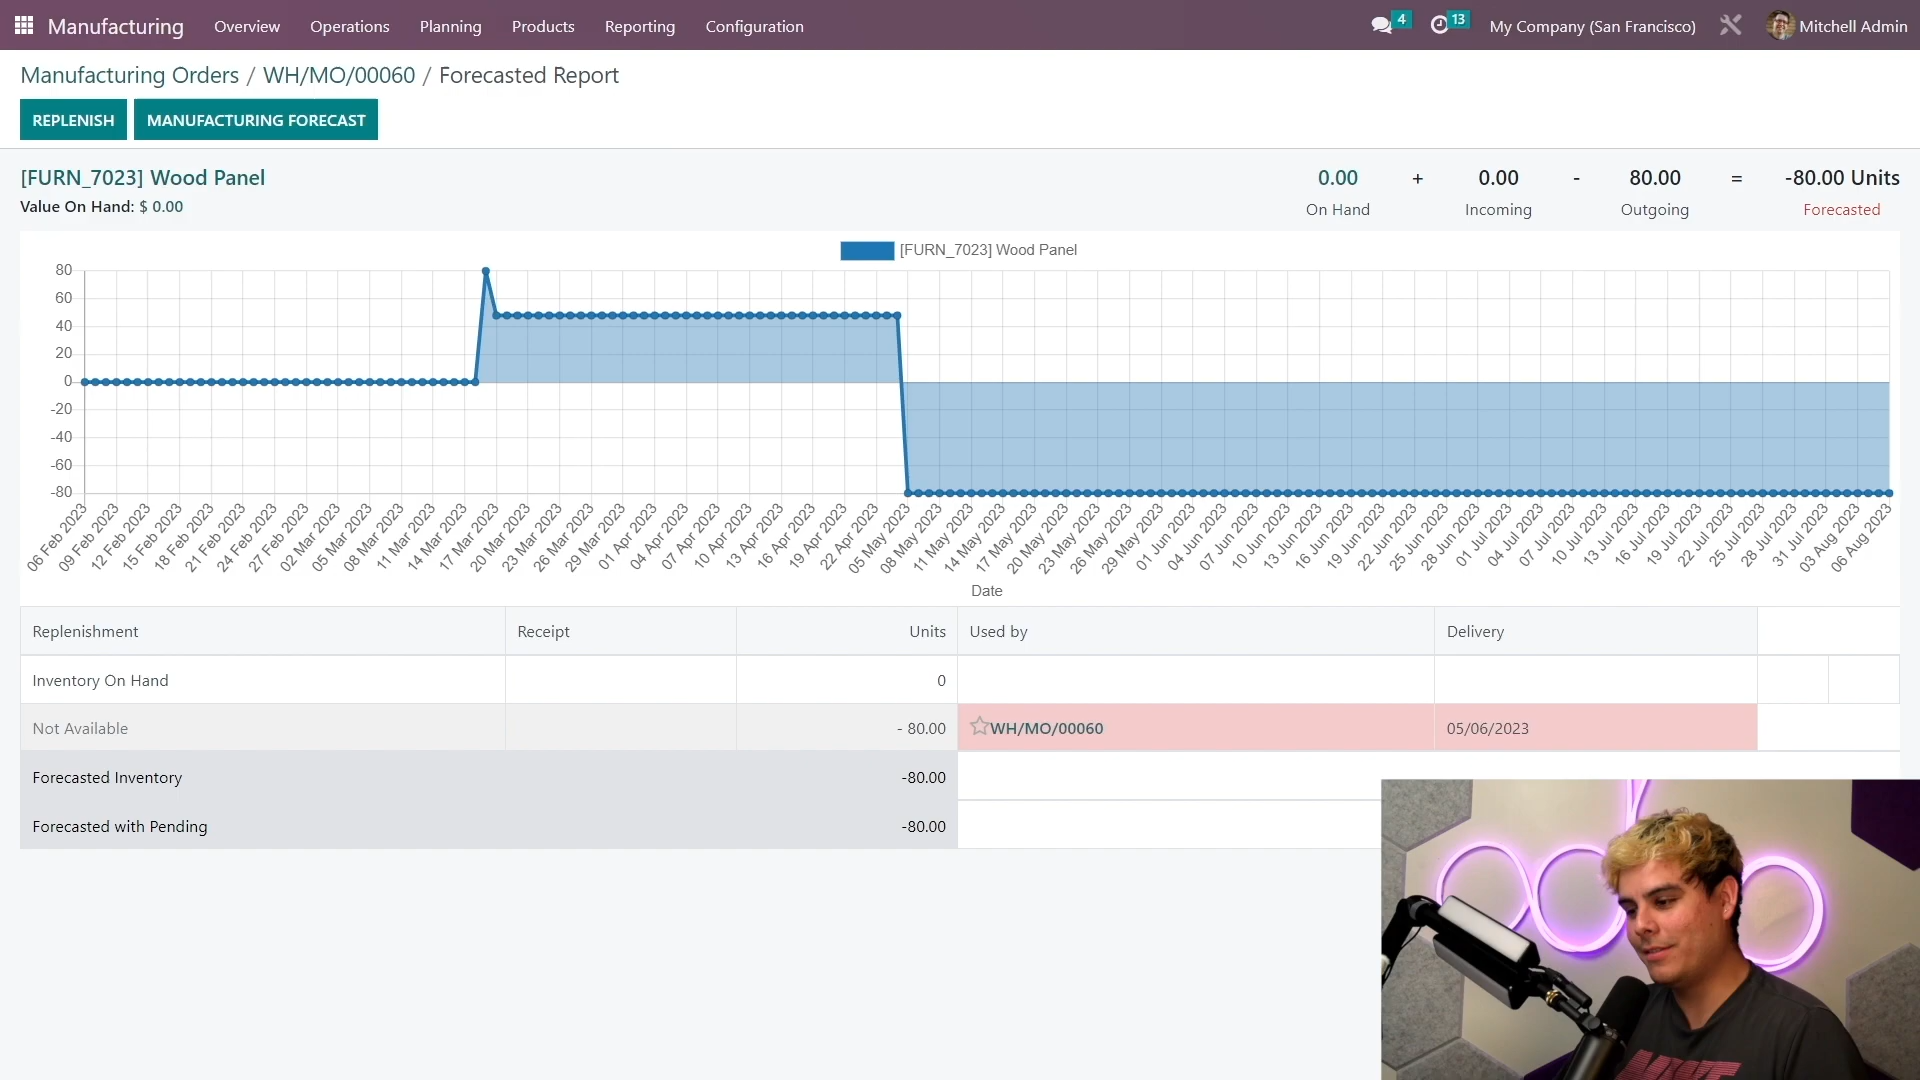 Manufacturing Overview Operations Planning Products Reporting Configuration 4 13 My Company (San Francisco) Mitchell Admin
Manufacturing Orders / WH/MO/00060 / Forecasted Report
REPLENISH MANUFACTURING FORECAST
[FURN_7023] Wood Panel 0.00 + 0.00 - 80.00 = -80.00 Units
Value On Hand: $ 0.00 On Hand Incoming Outgoing Forecasted
[FURN_7023] Wood Panel
80
60
40
20
0
-20
-40
-60
-80
06 Feb 2023 09 Feb 2023 12 Feb 2023 15 Feb 2023 18 Feb 2023 21 Feb 2023 24 Feb 2023 27 Feb 2023 02 Mar 2023 05 Mar 2023 08 Mar 2023 11 Mar 2023 14 Mar 2023 17 Mar 2023 20 Mar 2023 23 Mar 2023 26 Mar 2023 29 Mar 2023 01 Apr 2023 04 Apr 2023 07 Apr 2023 10 Apr 2023 13 Apr 2023 16 Apr 2023 19 Apr 2023 22 Apr 2023 05 May 2023 08 May 2023 11 May 2023 14 May 2023 17 May 2023 20 May 2023 23 May 2023 26 May 2023 29 May 2023 01 Jun 2023 04 Jun 2023 07 Jun 2023 10 Jun 2023 13 Jun 2023 16 Jun 2023 19 Jun 2023 22 Jun 2023 25 Jun 2023 28 Jun 2023 01 Jul 2023 04 Jul 2023 07 Jul 2023 10 Jul 2023 13 Jul 2023 16 Jul 2023 19 Jul 2023 22 Jul 2023 25 Jul 2023 28 Jul 2023 31 Jul 2023 03 Aug 2023 06 Aug 2023
Date
Replenishment Receipt Units Used by Delivery
Inventory On Hand 0
Not Available - 80.00 WH/MO/00060 05/06/2023
Forecasted Inventory -80.00
Forecasted with Pending -80.00